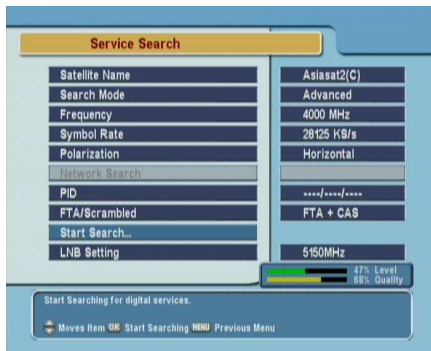 Service Search
Satellite Name Asiasat2(C)
Search Mode Advanced
Frequency 4000 MHz
Symbol Rate 28125 KS/s
Polarization Horizontal
Network Search
PID ----/----/----
FTA/Scrambled FTA + CAS
Start Search...
LNB Setting 5150MHz
47% Level
68% Quality
Start Searching for digital services.
Moves Item OK Start Searching MENU Previous Menu